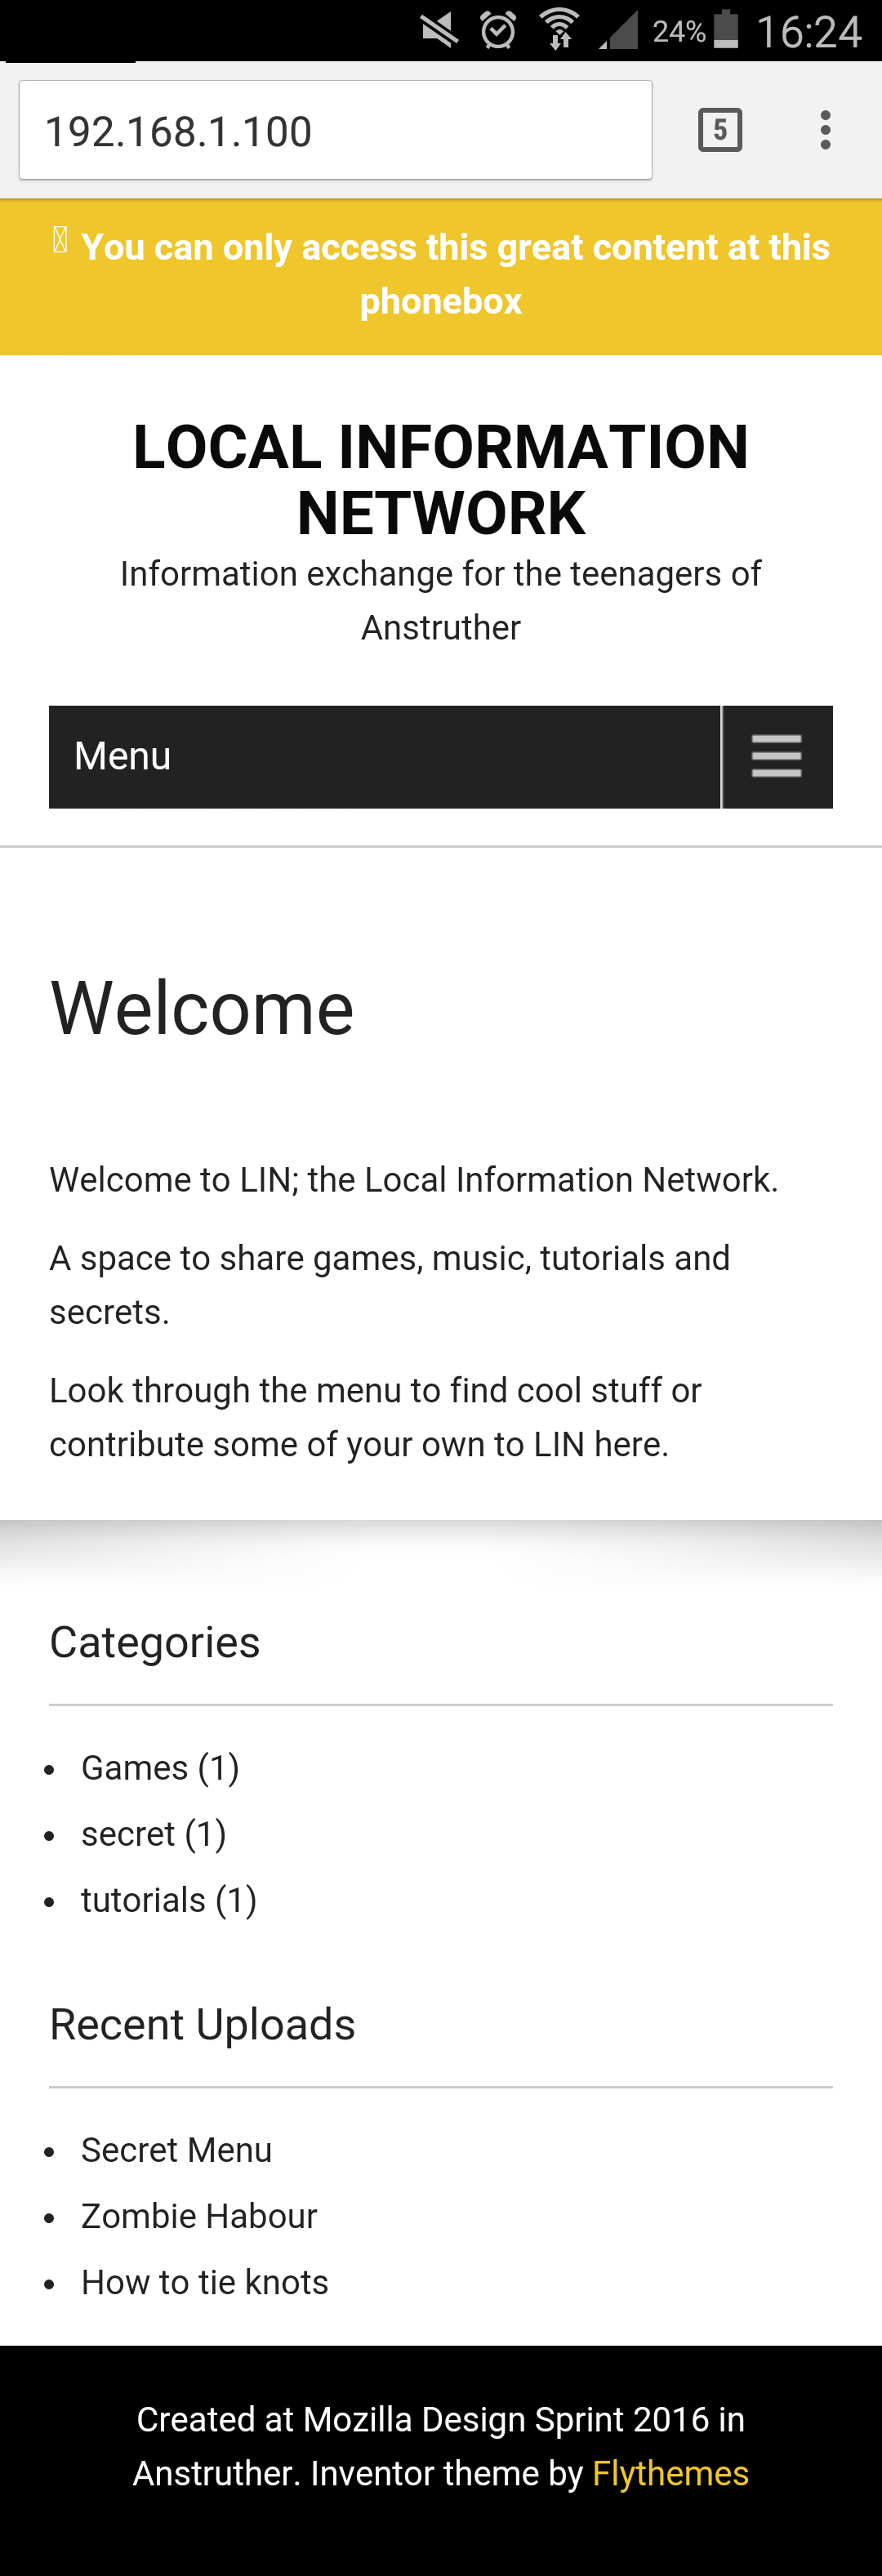 24% 16:24
192.168.1.100 5
You can only access this great content at this
phonebox
LOCAL INFORMATION
NETWORK
Information exchange for the teenagers of
Anstruther
Menu
Welcome
Welcome to LIN; the Local Information Network.
A space to share games, music, tutorials and
secrets.
Look through the menu to find cool stuff or
contribute some of your own to LIN here.
Categories
• Games (1)
• secret (1)
• tutorials (1)
Recent Uploads
• Secret Menu
• Zombie Habour
• How to tie knots
Created at Mozilla Design Sprint 2016 in
Anstruther. Inventor theme by Flythemes